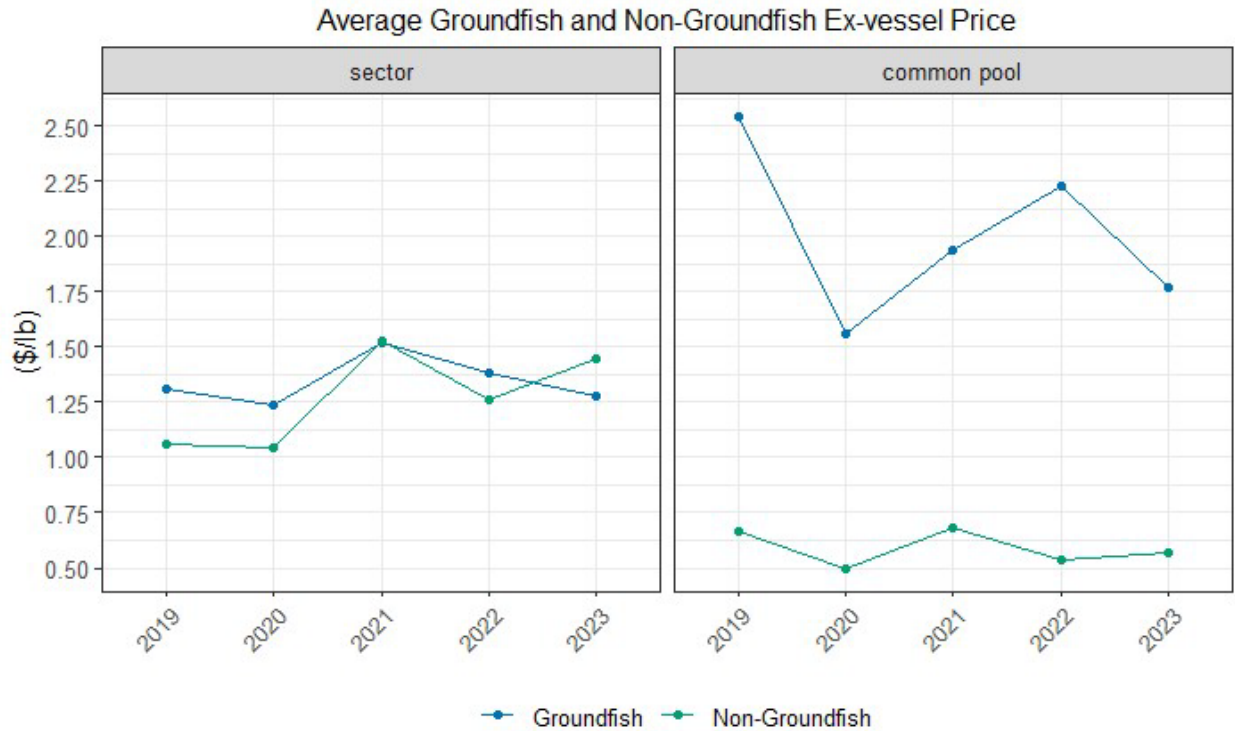 Average Groundfish and Non-Groundfish Ex-vessel Price
sector
common pool
($/lb)
2.50
2.25
2.00
1.75
1.50
1.25
1.00
0.75
0.50
2019 2020 2021 2022 2023
2019 2020 2021 2022 2023
Groundfish Non-Groundfish